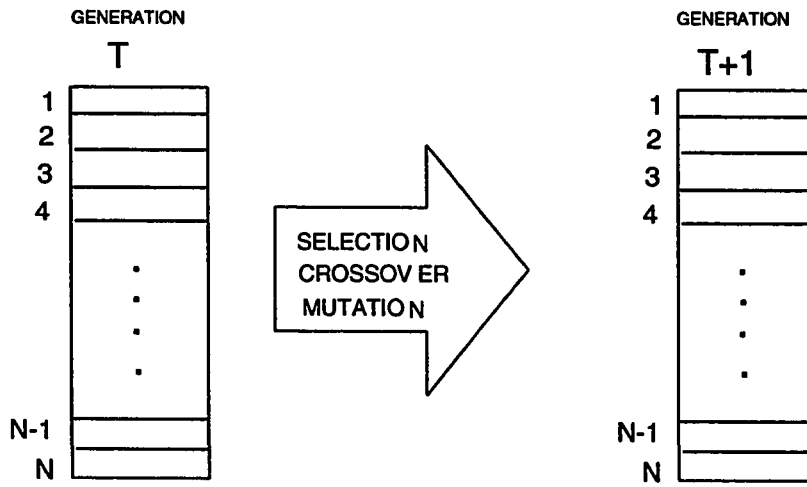 GENERATION
T
1
2
3
4
N-1
N
SELECTION
CROSSOVER
MUTATION
GENERATION
T+1
1
2
3
4
N-1
N